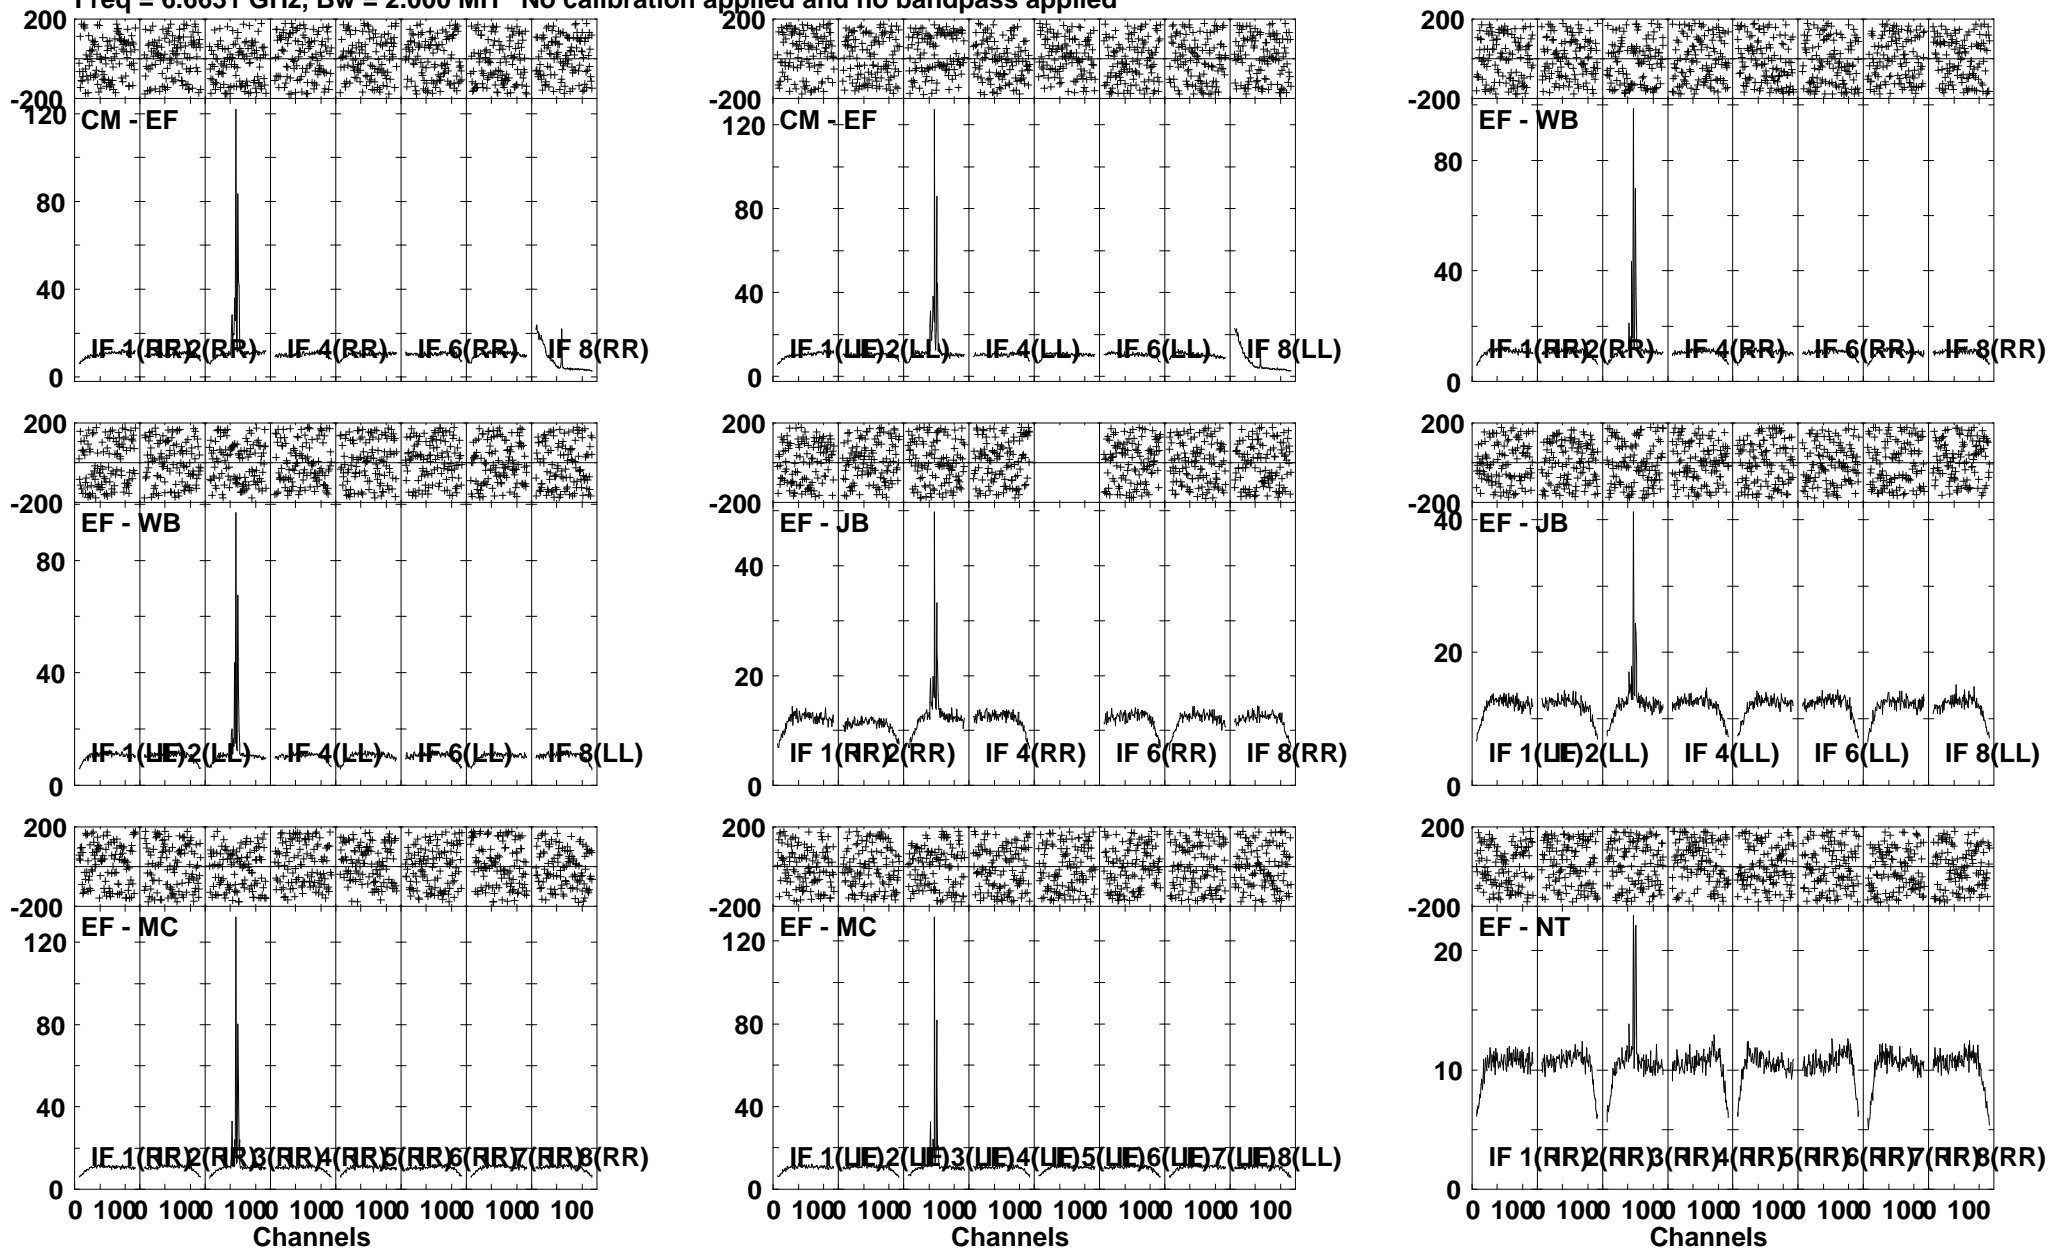 Freq = 6.6631 GHz, Bw = 2.000 MH No calibration applied and no bandpass applied
200 200 200
-200 -200 -200
CM - EF CM - EF EF - WB
120 120
80 80 80
40 40 40
IF 1(RR) IF 2(RR) IF 4(RR) IF 6(RR) IF 8(RR) IF 1(LL) IF 2(LL) IF 4(LL) IF 6(LL) IF 8(LL) IF 1(RR) IF 2(RR) IF 4(RR) IF 6(RR) IF 8(RR)
0 0 0
200 200 200
-200 -200 -200
EF - WB EF - JB EF - JB
80 40 40
40 20 20
IF 1(LL) IF 2(LL) IF 4(LL) IF 6(LL) IF 8(LL) IF 1(RR) IF 2(RR) IF 4(RR) IF 6(RR) IF 8(RR) IF 1(LL) IF 2(LL) IF 4(LL) IF 6(LL) IF 8(LL)
0 0 0
200 200 200
-200 -200 -200
EF - MC EF - MC EF - NT
120 120 20
80 80
40 40 10
IF 1(RR) IF 2(RR) IF 3(RR) IF 4(RR) IF 5(RR) IF 6(RR) IF 7(RR) IF 8(RR) IF 1(LL) IF 2(LL) IF 3(LL) IF 4(LL) IF 5(LL) IF 6(LL) IF 7(LL) IF 8(LL) IF 1(RR) IF 2(RR) IF 3(RR) IF 4(RR) IF 5(RR) IF 6(RR) IF 7(RR) IF 8(RR)
0 0 0
0 100 0 100 0 100 0 100 0 100 0 100 0 100 0 100 0 100 0 100 0 100 0 100 0 100 0 100 0 100 0 100 0 100 0 100 0 100 0 100 0 100 0 100 0 100 0 100
Channels Channels Channels